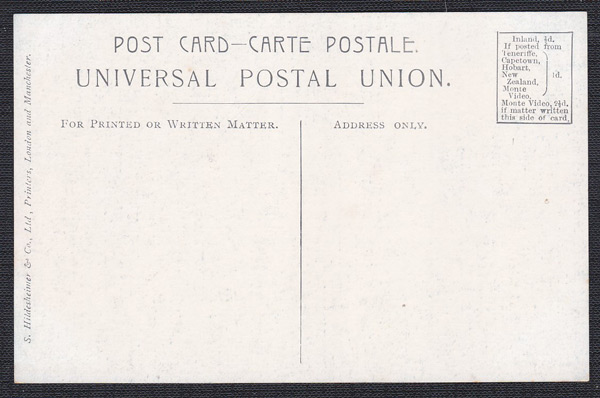 POST CARD—CARTE POSTALE.
UNIVERSAL POSTAL UNION.
FOR PRINTED OR WRITTEN MATTER.
ADDRESS ONLY.
Inland, ½d.
If posted from
Teneriffe,
Capetown,
Hobart,
New
Zealand,
Monte
Video.
1d.
Monte Video, 2½d.
if matter written
this side of card.
S. Hildesheimer & Co., Ltd., Printers, London and Manchester.